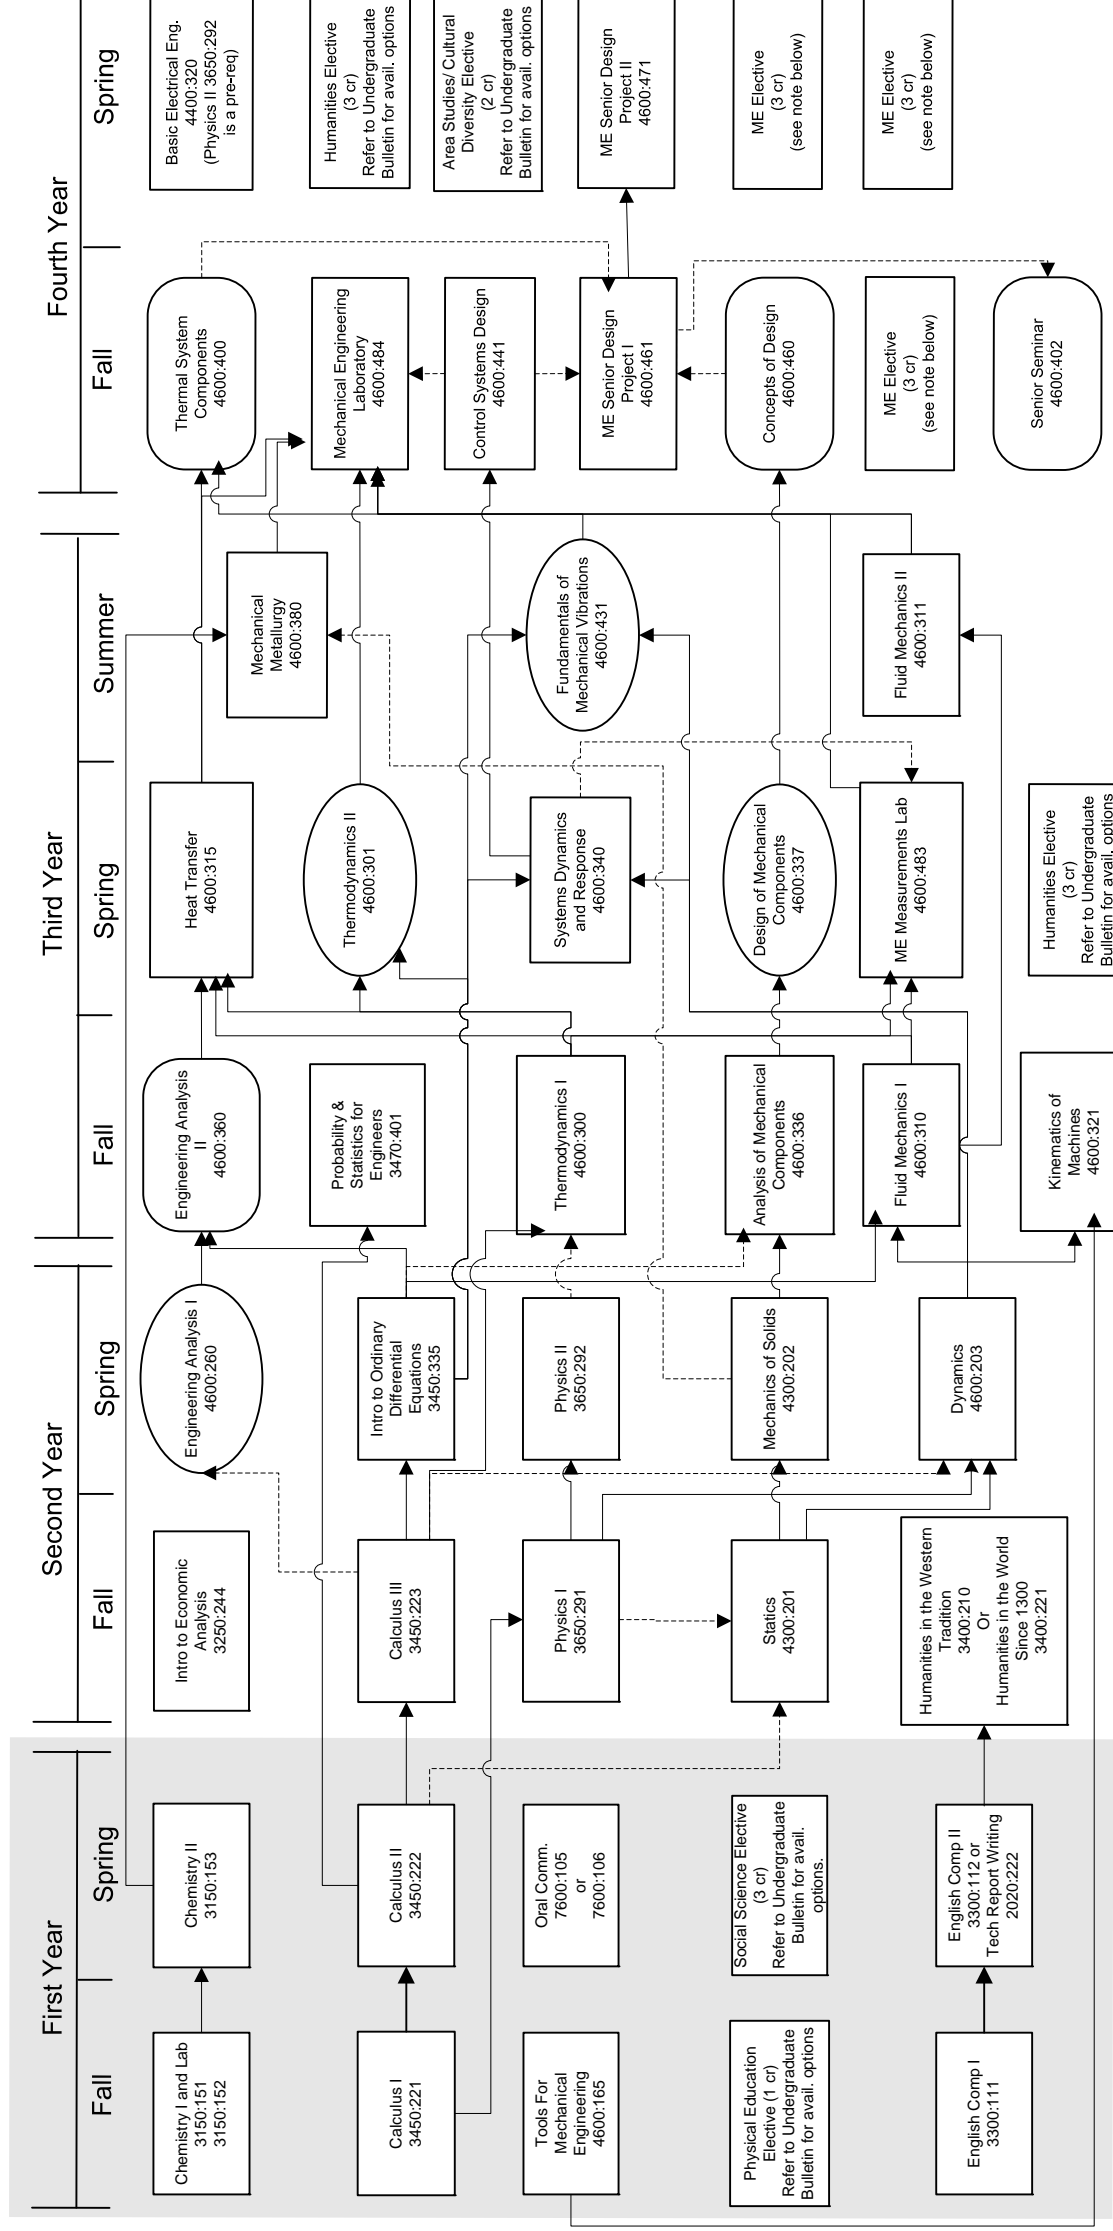 First Year
Second Year
Third Year
Fourth Year
Fall
Spring
Fall
Spring
Fall
Spring
Summer
Fall
Spring
Chemistry I and Lab
3150:151
3150:152
Chemistry II
3150:153
Intro to Economic
Analysis
3250:244
Engineering Analysis I
4600:260
Engineering Analysis
II
4600:360
Heat Transfer
4600:315
Mechanical
Metallurgy
4600:380
Thermal System
Components
4600:400
Basic Electrical Eng.
4400:320
(Physics II 3650:292
is a pre-req)
Calculus I
3450:221
Calculus II
3450:222
Calculus III
3450:223
Intro to Ordinary
Differential
Equations
3450:335
Probability &
Statistics for
Engineers
3470:401
Thermodynamics II
4600:301
Mechanical Engineering
Laboratory
4600:484
Humanities Elective
(3 cr)
Refer to Undergraduate
Bulletin for avail. options
Control Systems Design
4600:441
Area Studies/ Cultural
Diversity Elective
(2 cr)
Refer to Undergraduate
Bulletin for avail. options
Tools For
Mechanical
Engineering
4600:165
Oral Comm.
7600:105
or
7600:106
Physics I
3650:291
Physics II
3650:292
Thermodynamics I
4600:300
Systems Dynamics
and Response
4600:340
Fundamentals of
Mechanical Vibrations
4600:431
ME Senior Design
Project I
4600:461
ME Senior Design
Project II
4600:471
Physical Education
Elective (1 cr)
Refer to Undergraduate
Bulletin for avail. options
Social Science Elective
(3 cr)
Refer to Undergraduate
Bulletin for avail.
options.
Statics
4300:201
Mechanics of Solids
4300:202
Analysis of Mechanical
Components
4600:336
Design of Mechanical
Components
4600:337
Concepts of Design
4600:460
ME Elective
(3 cr)
(see note below)
English Comp I
3300:111
English Comp II
3300:112 or
Tech Report Writing
2020:222
Humanities in the Western
Tradition
3400:210
Or
Humanities in the World
Since 1300
3400:221
Dynamics
4600:203
Fluid Mechanics I
4600:310
ME Measurements Lab
4600:483
Fluid Mechanics II
4600:311
ME Elective
(3 cr)
(see note below)
ME Elective
(3 cr)
(see note below)
Kinematics of
Machines
4600:321
Humanities Elective
(3 cr)
Refer to Undergraduate
Bulletin for avail. options
Senior Seminar
4600:402